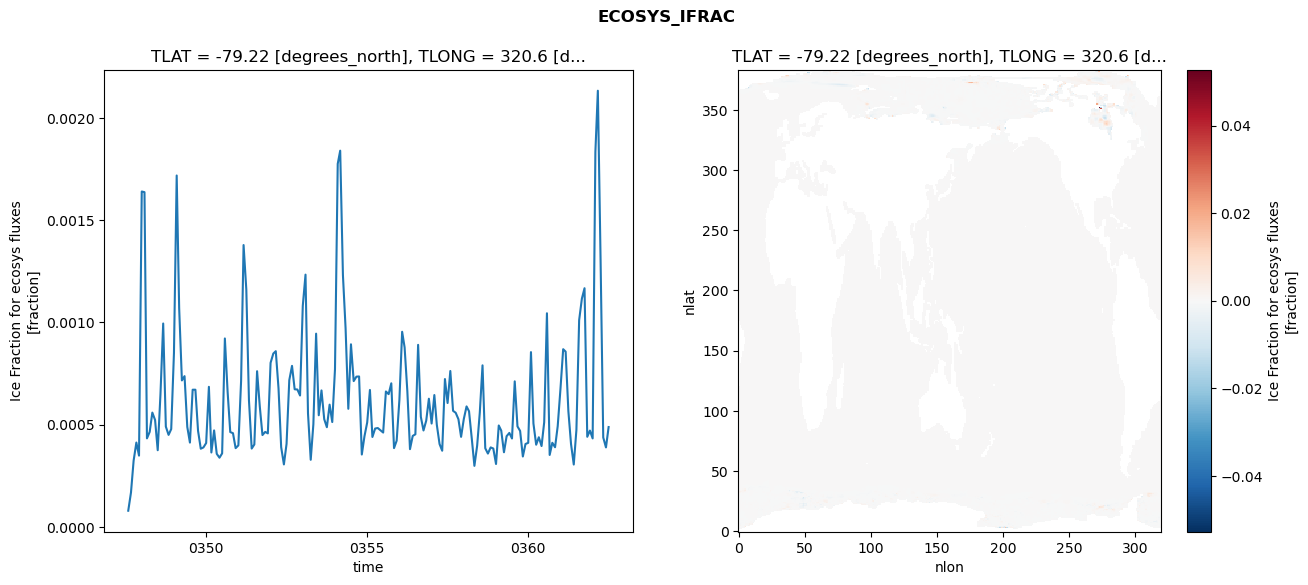 ECOSYS_IFRAC
TLAT = -79.22 [degrees_north], TLONG = 320.6 [d...
0.0020
0.0015
0.0010
0.0005
0.0000
Ice Fraction for ecosys fluxes
[fraction]
0350
0355
0360
time
TLAT = -79.22 [degrees_north], TLONG = 320.6 [d...
350
300
250
200
150
100
50
0
nlat
0
50
100
150
200
250
300
nlon
0.04
0.02
0.00
−0.02
−0.04
Ice Fraction for ecosys fluxes
[fraction]